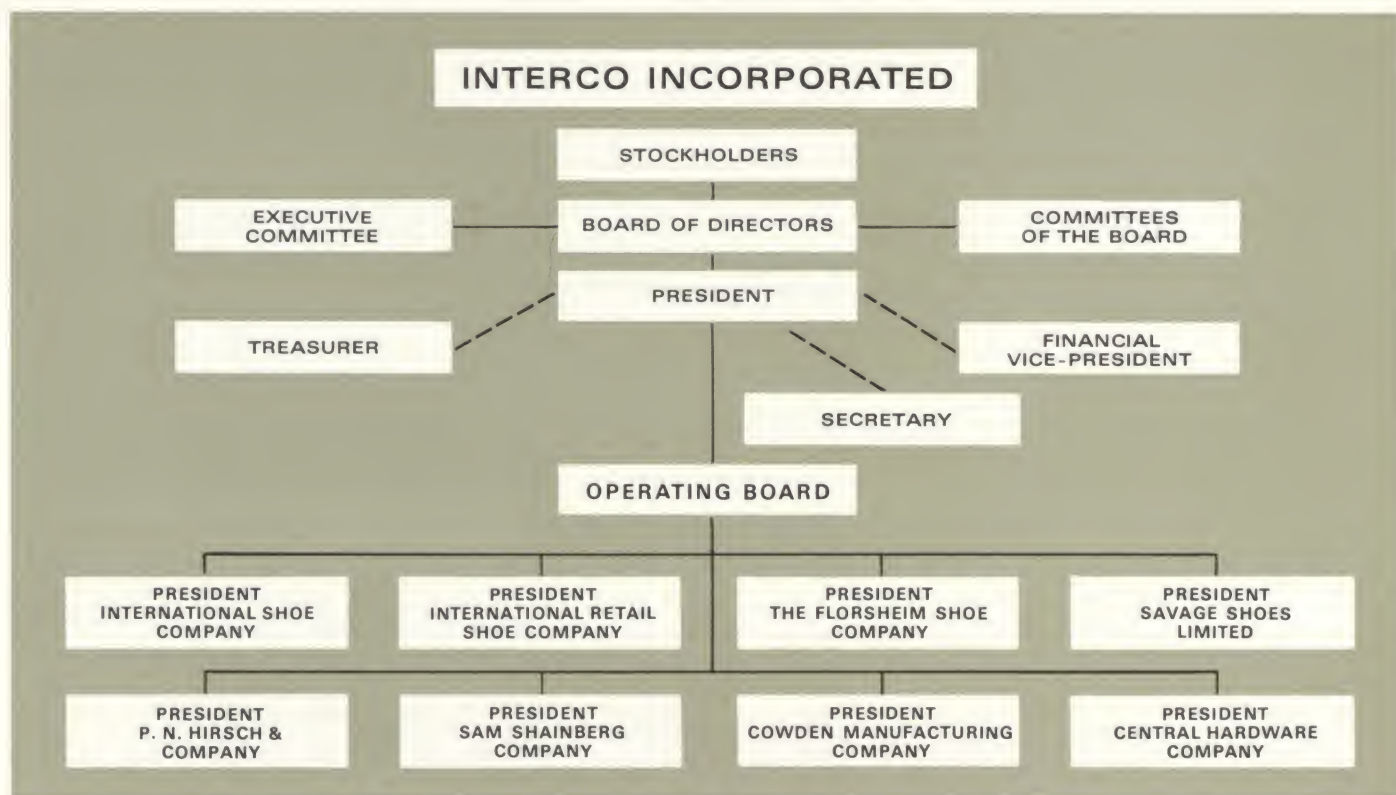 INTERCO INCORPORATED
STOCKHOLDERS
EXECUTIVE
COMMITTEE
BOARD OF DIRECTORS
COMMITTEES
OF THE BOARD
PRESIDENT
TREASURER
FINANCIAL
VICE-PRESIDENT
SECRETARY
OPERATING BOARD
PRESIDENT
INTERNATIONAL SHOE
COMPANY
PRESIDENT
INTERNATIONAL RETAIL
SHOE COMPANY
PRESIDENT
THE FLORSHEIM SHOE
COMPANY
PRESIDENT
SAVAGE SHOES
LIMITED
PRESIDENT
P. N. HIRSCH &
COMPANY
PRESIDENT
SAM SHAINBERG
COMPANY
PRESIDENT
COWDEN MANUFACTURING
COMPANY
PRESIDENT
CENTRAL HARDWARE
COMPANY